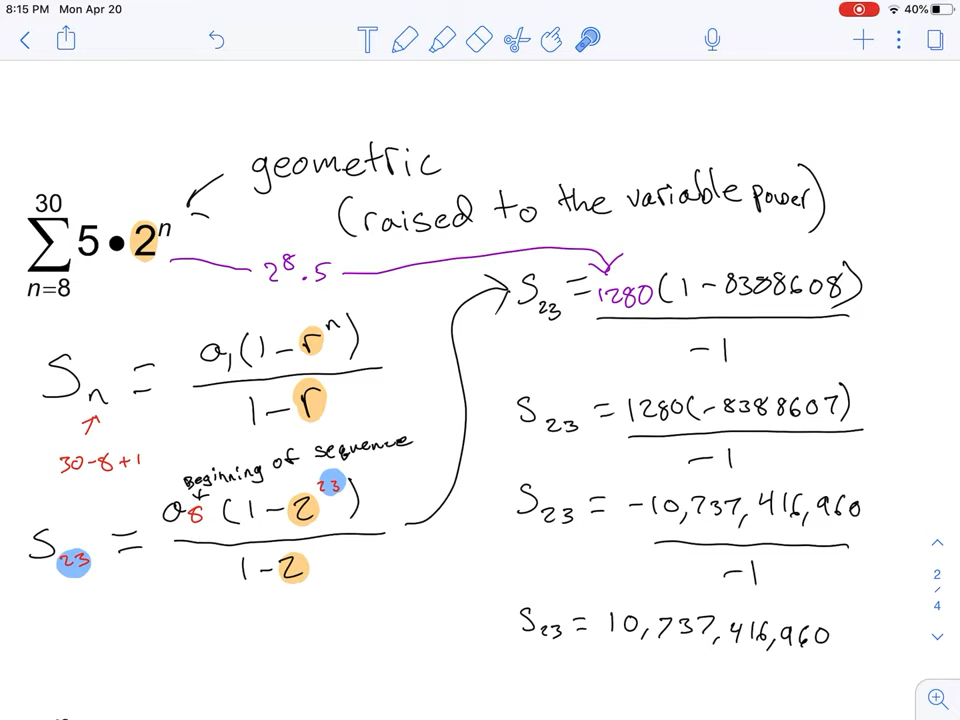 8:15 PM Mon Apr 20
40%
T
geometric
(raised to the variable power)
30
∑ 5 • 2ⁿ
n=8
2⁸ · 5
Sₙ = a₁(1 - rⁿ)
1 - r
30-8+1
Beginning of sequence
S₂₃ = a₈(1 - 2²³)
1 - 2
S₂₃ = 1280(1 - 8388608)
-1
S₂₃ = 1280(-8388607)
-1
S₂₃ = -10,737,416,960
-1
S₂₃ = 10,737,416,960
2
/
4